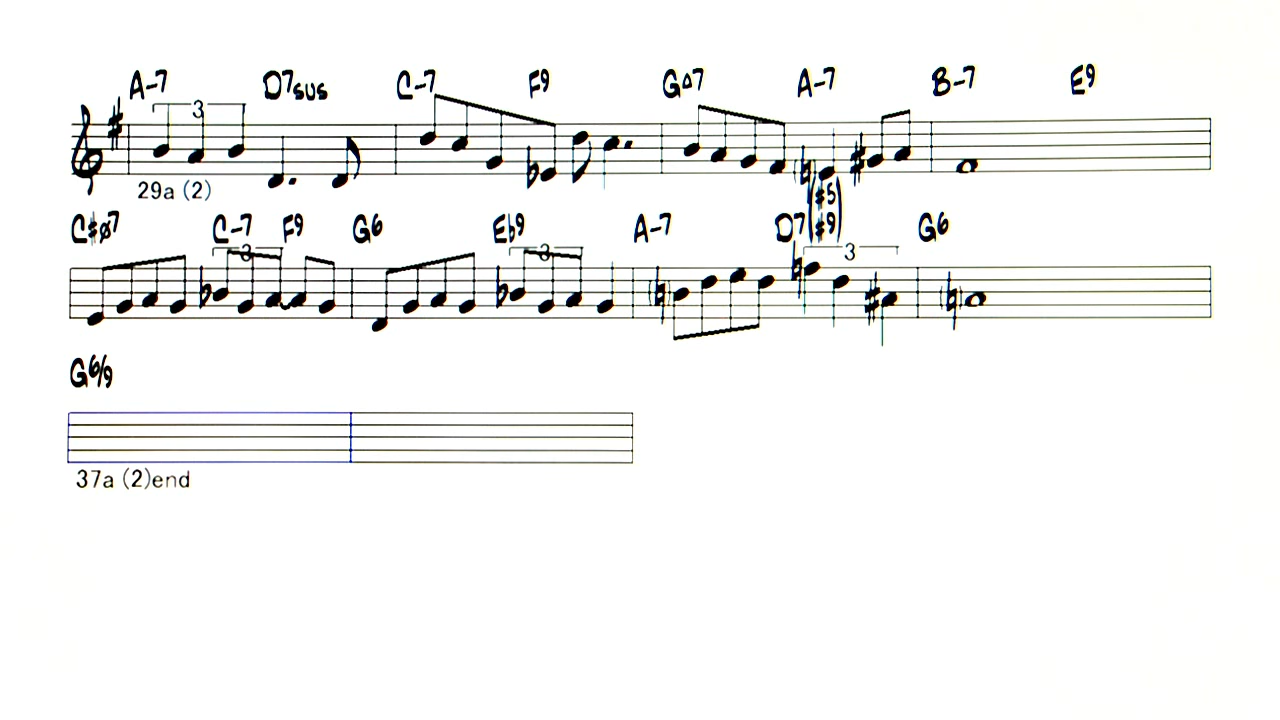 A-7 D7sus C-7 F9 G△7 A-7 B-7 E9
3
29a (2)
C#ø7 C-7 F9 G6 Eb9 A-7 D7(#5 #9) G6
3 3 3
G6/9
37a (2)end